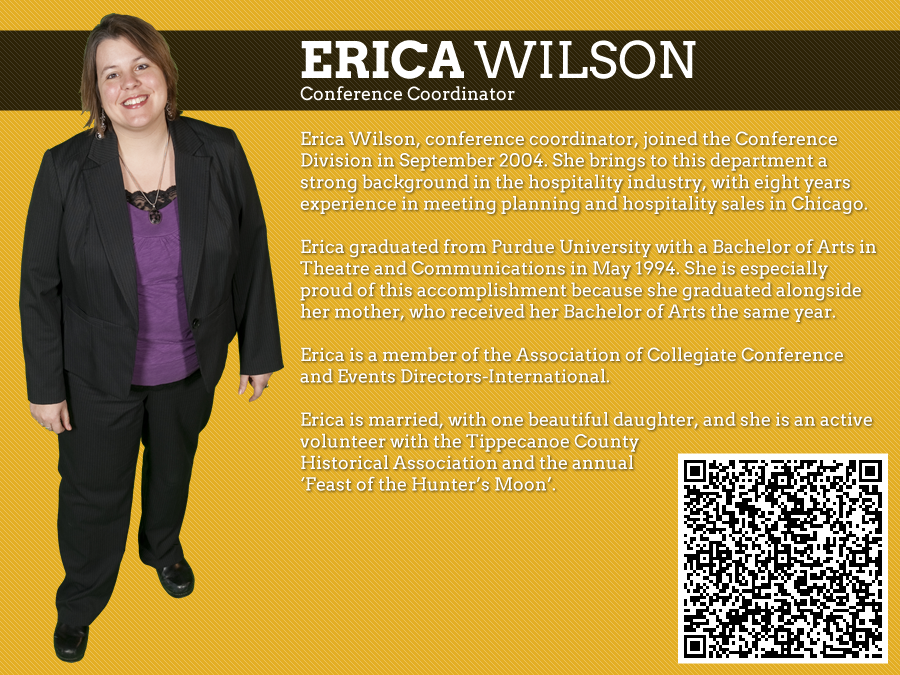 ERICA WILSON
Conference Coordinator
Erica Wilson, conference coordinator, joined the Conference
Division in September 2004. She brings to this department a
strong background in the hospitality industry, with eight years
experience in meeting planning and hospitality sales in Chicago.
Erica graduated from Purdue University with a Bachelor of Arts in
Theatre and Communications in May 1994. She is especially
proud of this accomplishment because she graduated alongside
her mother, who received her Bachelor of Arts the same year.
Erica is a member of the Association of Collegiate Conference
and Events Directors-International.
Erica is married, with one beautiful daughter, and she is an active
volunteer with the Tippecanoe County
Historical Association and the annual
‘Feast of the Hunter’s Moon’.